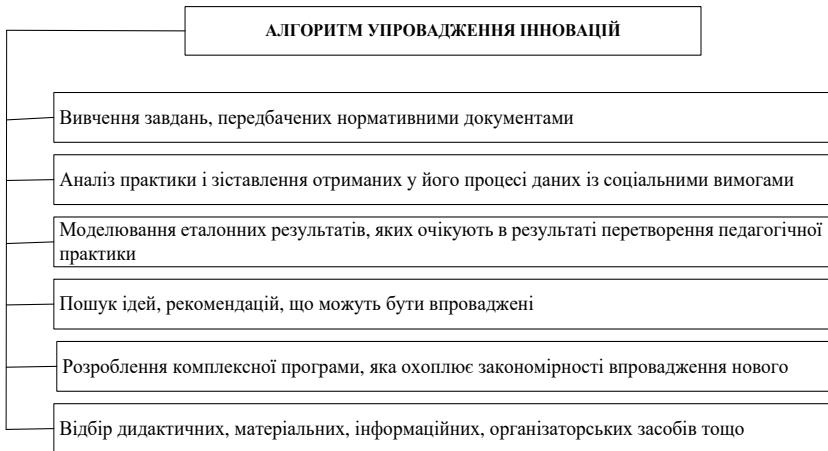 АЛГОРИТМ УПРОВАДЖЕННЯ ІННОВАЦІЙ
Вивчення завдань, передбачених нормативними документами
Аналіз практики і зіставлення отриманих у його процесі даних із соціальними вимогами
Моделювання еталонних результатів, яких очікують в результаті перетворення педагогічної
практики
Пошук ідей, рекомендацій, що можуть бути впроваджені
Розроблення комплексної програми, яка охоплює закономірності впровадження нового
Відбір дидактичних, матеріальних, інформаційних, організаторських засобів тощо